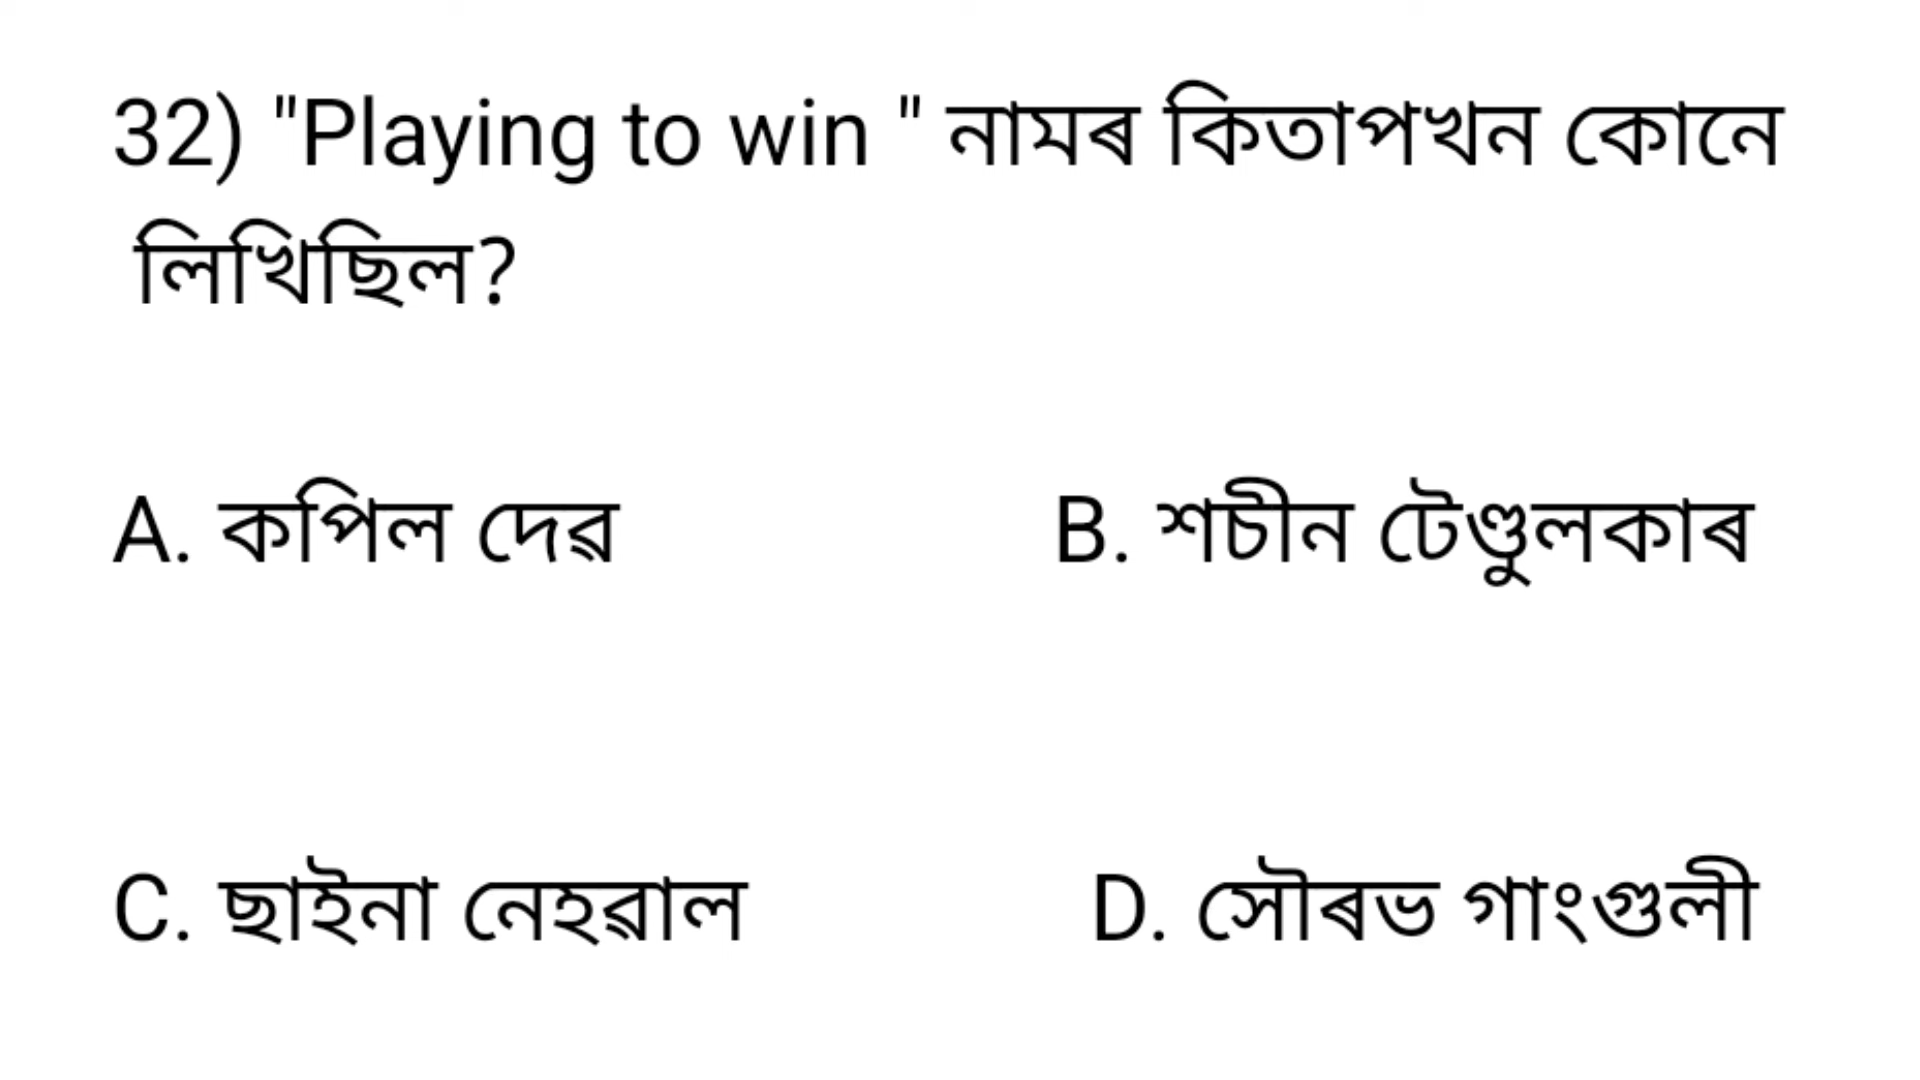 32) "Playing to win " নামৰ কিতাপখন কোনে
লিখিছিল?
A. কপিল দেৱ B. শচীন টেণ্ডুলকাৰ
C. ছাইনা নেহৱাল D. সৌৰভ গাংগুলী